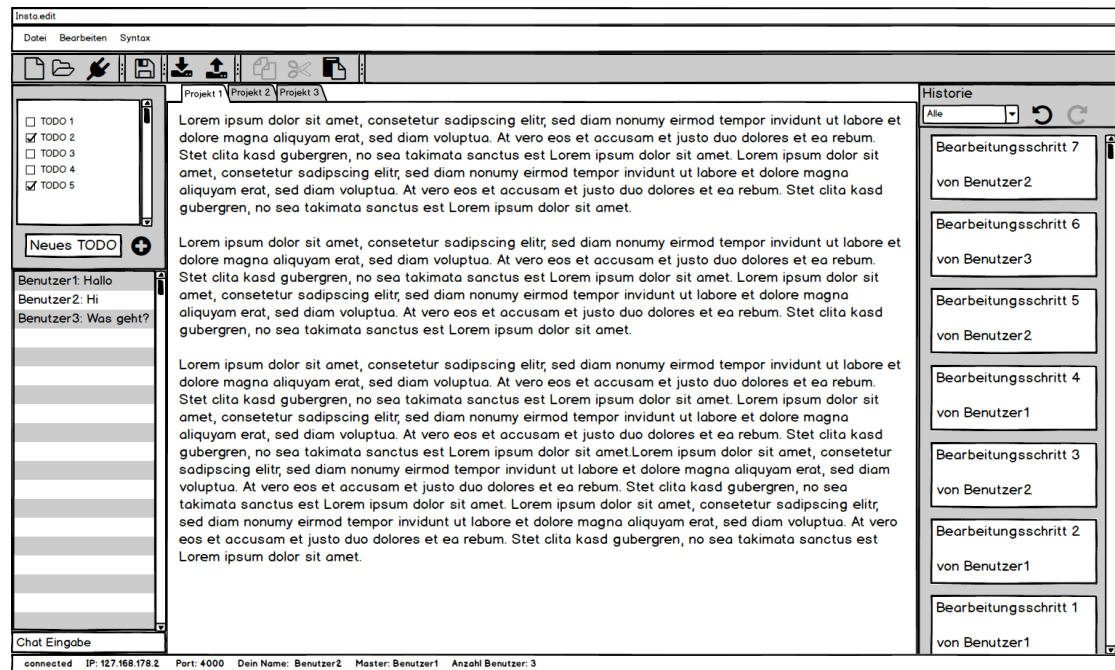 Insta.edit
Datei Bearbeiten Syntax
TODO 1
TODO 2
TODO 3
TODO 4
TODO 5
Neues TODO
Benutzer1: Hallo
Benutzer2: Hi
Benutzer3: Was geht?
Chat Eingabe
Projekt 1 Projekt 2 Projekt 3
Lorem ipsum dolor sit amet, consetetur sadipscing elitr, sed diam nonumy eirmod tempor invidunt ut labore et
dolore magna aliquyam erat, sed diam voluptua. At vero eos et accusam et justo duo dolores et ea rebum.
Stet clita kasd gubergren, no sea takimata sanctus est Lorem ipsum dolor sit amet. Lorem ipsum dolor sit
amet, consetetur sadipscing elitr, sed diam nonumy eirmod tempor invidunt ut labore et dolore magna
aliquyam erat, sed diam voluptua. At vero eos et accusam et justo duo dolores et ea rebum. Stet clita kasd
gubergren, no sea takimata sanctus est Lorem ipsum dolor sit amet.
Lorem ipsum dolor sit amet, consetetur sadipscing elitr, sed diam nonumy eirmod tempor invidunt ut labore et
dolore magna aliquyam erat, sed diam voluptua. At vero eos et accusam et justo duo dolores et ea rebum.
Stet clita kasd gubergren, no sea takimata sanctus est Lorem ipsum dolor sit amet. Lorem ipsum dolor sit
amet, consetetur sadipscing elitr, sed diam nonumy eirmod tempor invidunt ut labore et dolore magna
aliquyam erat, sed diam voluptua. At vero eos et accusam et justo duo dolores et ea rebum. Stet clita kasd
gubergren, no sea takimata sanctus est Lorem ipsum dolor sit amet.
Lorem ipsum dolor sit amet, consetetur sadipscing elitr, sed diam nonumy eirmod tempor invidunt ut labore et
dolore magna aliquyam erat, sed diam voluptua. At vero eos et accusam et justo duo dolores et ea rebum.
Stet clita kasd gubergren, no sea takimata sanctus est Lorem ipsum dolor sit amet. Lorem ipsum dolor sit
amet, consetetur sadipscing elitr, sed diam nonumy eirmod tempor invidunt ut labore et dolore magna
aliquyam erat, sed diam voluptua. At vero eos et accusam et justo duo dolores et ea rebum. Stet clita kasd
gubergren, no sea takimata sanctus est Lorem ipsum dolor sit amet.Lorem ipsum dolor sit amet, consetetur
sadipscing elitr, sed diam nonumy eirmod tempor invidunt ut labore et dolore magna aliquyam erat, sed diam
voluptua. At vero eos et accusam et justo duo dolores et ea rebum. Stet clita kasd gubergren, no sea
takimata sanctus est Lorem ipsum dolor sit amet. Lorem ipsum dolor sit amet, consetetur sadipscing elitr,
sed diam nonumy eirmod tempor invidunt ut labore et dolore magna aliquyam erat, sed diam voluptua. At vero
eos et accusam et justo duo dolores et ea rebum. Stet clita kasd gubergren, no sea takimata sanctus est
Lorem ipsum dolor sit amet.
Historie
Alle
Bearbeitungsschritt 7
von Benutzer2
Bearbeitungsschritt 6
von Benutzer3
Bearbeitungsschritt 5
von Benutzer2
Bearbeitungsschritt 4
von Benutzer1
Bearbeitungsschritt 3
von Benutzer2
Bearbeitungsschritt 2
von Benutzer1
Bearbeitungsschritt 1
von Benutzer1
connected IP: 127.168.178.2 Port: 4000 Dein Name: Benutzer2 Master: Benutzer1 Anzahl Benutzer: 3